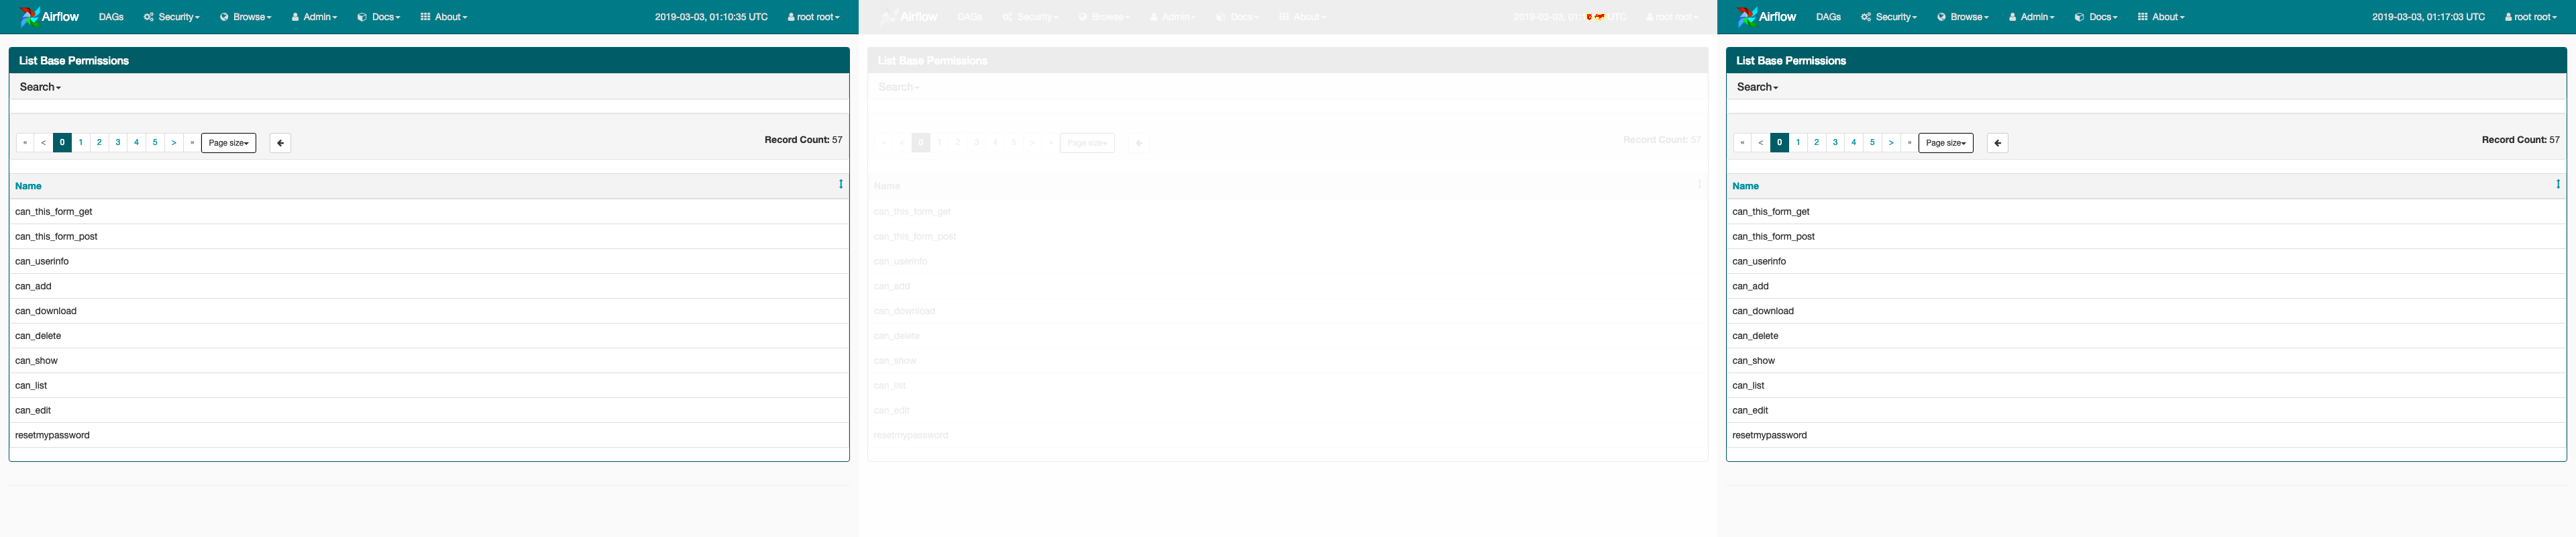 Airflow DAGs Security Browse Admin Docs About 2019-03-03, 01:10:35 UTC root root
List Base Permissions
Search
« < 0 1 2 3 4 5 > » Page size Record Count: 57
Name
can_this_form_get
can_this_form_post
can_userinfo
can_add
can_download
can_delete
can_show
can_list
can_edit
resetmypassword
Airflow DAGs Security Browse Admin Docs About 2019-03-03, 01: UTC root root
List Base Permissions
Search
« < 0 1 2 3 4 5 > » Page size Record Count: 57
Name
can_this_form_get
can_this_form_post
can_userinfo
can_add
can_download
can_delete
can_show
can_list
can_edit
resetmypassword
Airflow DAGs Security Browse Admin Docs About 2019-03-03, 01:17:03 UTC root root
List Base Permissions
Search
« < 0 1 2 3 4 5 > » Page size Record Count: 57
Name
can_this_form_get
can_this_form_post
can_userinfo
can_add
can_download
can_delete
can_show
can_list
can_edit
resetmypassword